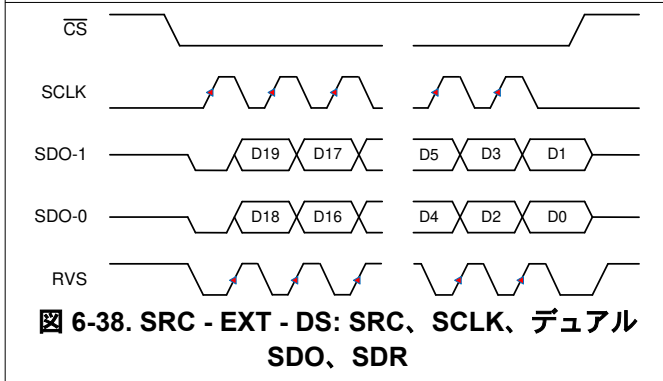 CS
SCLK
SDO-1 D19 D17 D5 D3 D1
SDO-0 D18 D16 D4 D2 D0
RVS
図 6-38. SRC - EXT - DS: SRC、SCLK、デュアル
SDO、SDR